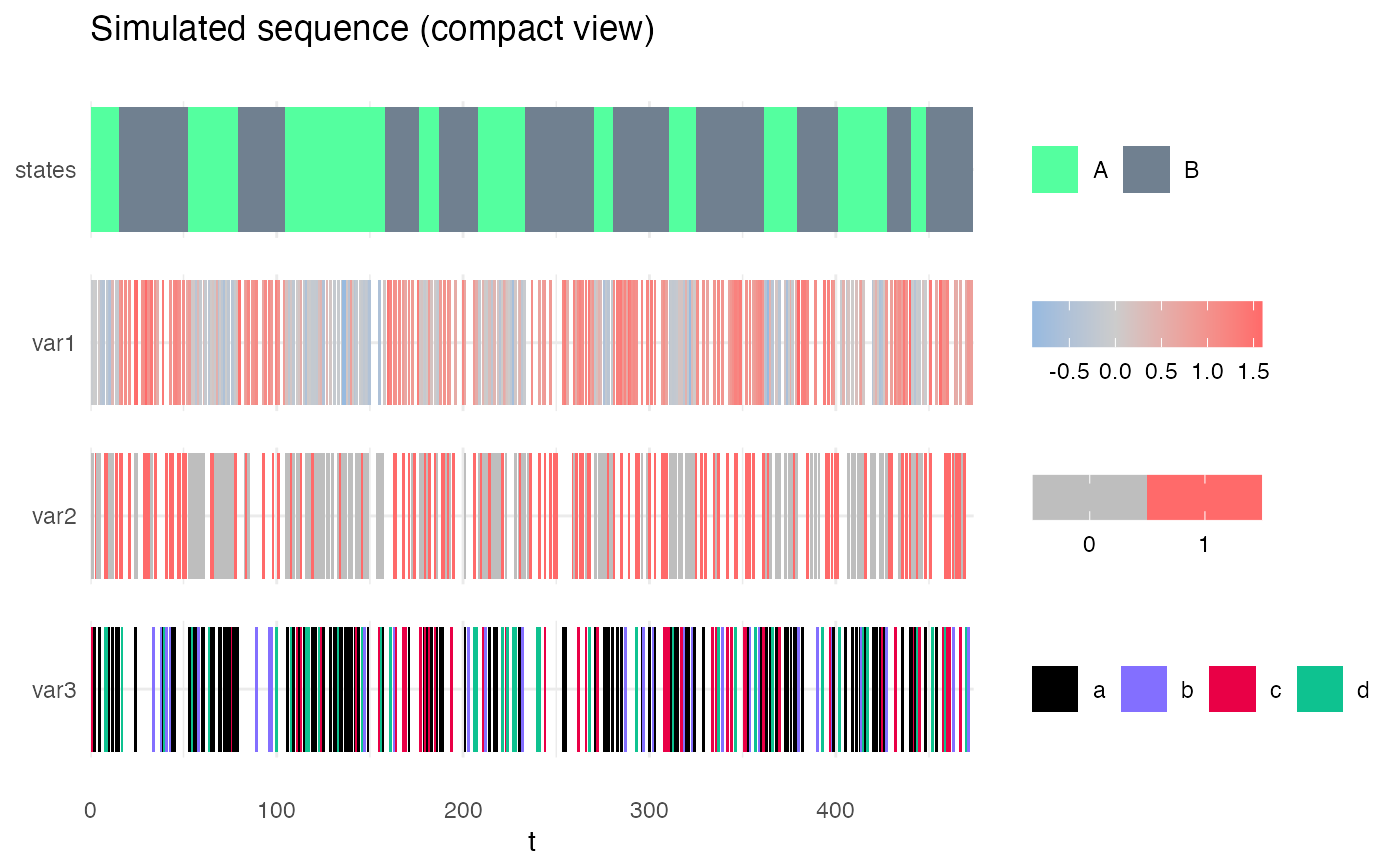 Simulated sequence (compact view)
states
A B
var1
-0.5 0.0 0.5 1.0 1.5
var2
0 1
var3
a b c d
0 100 200 300 400
t